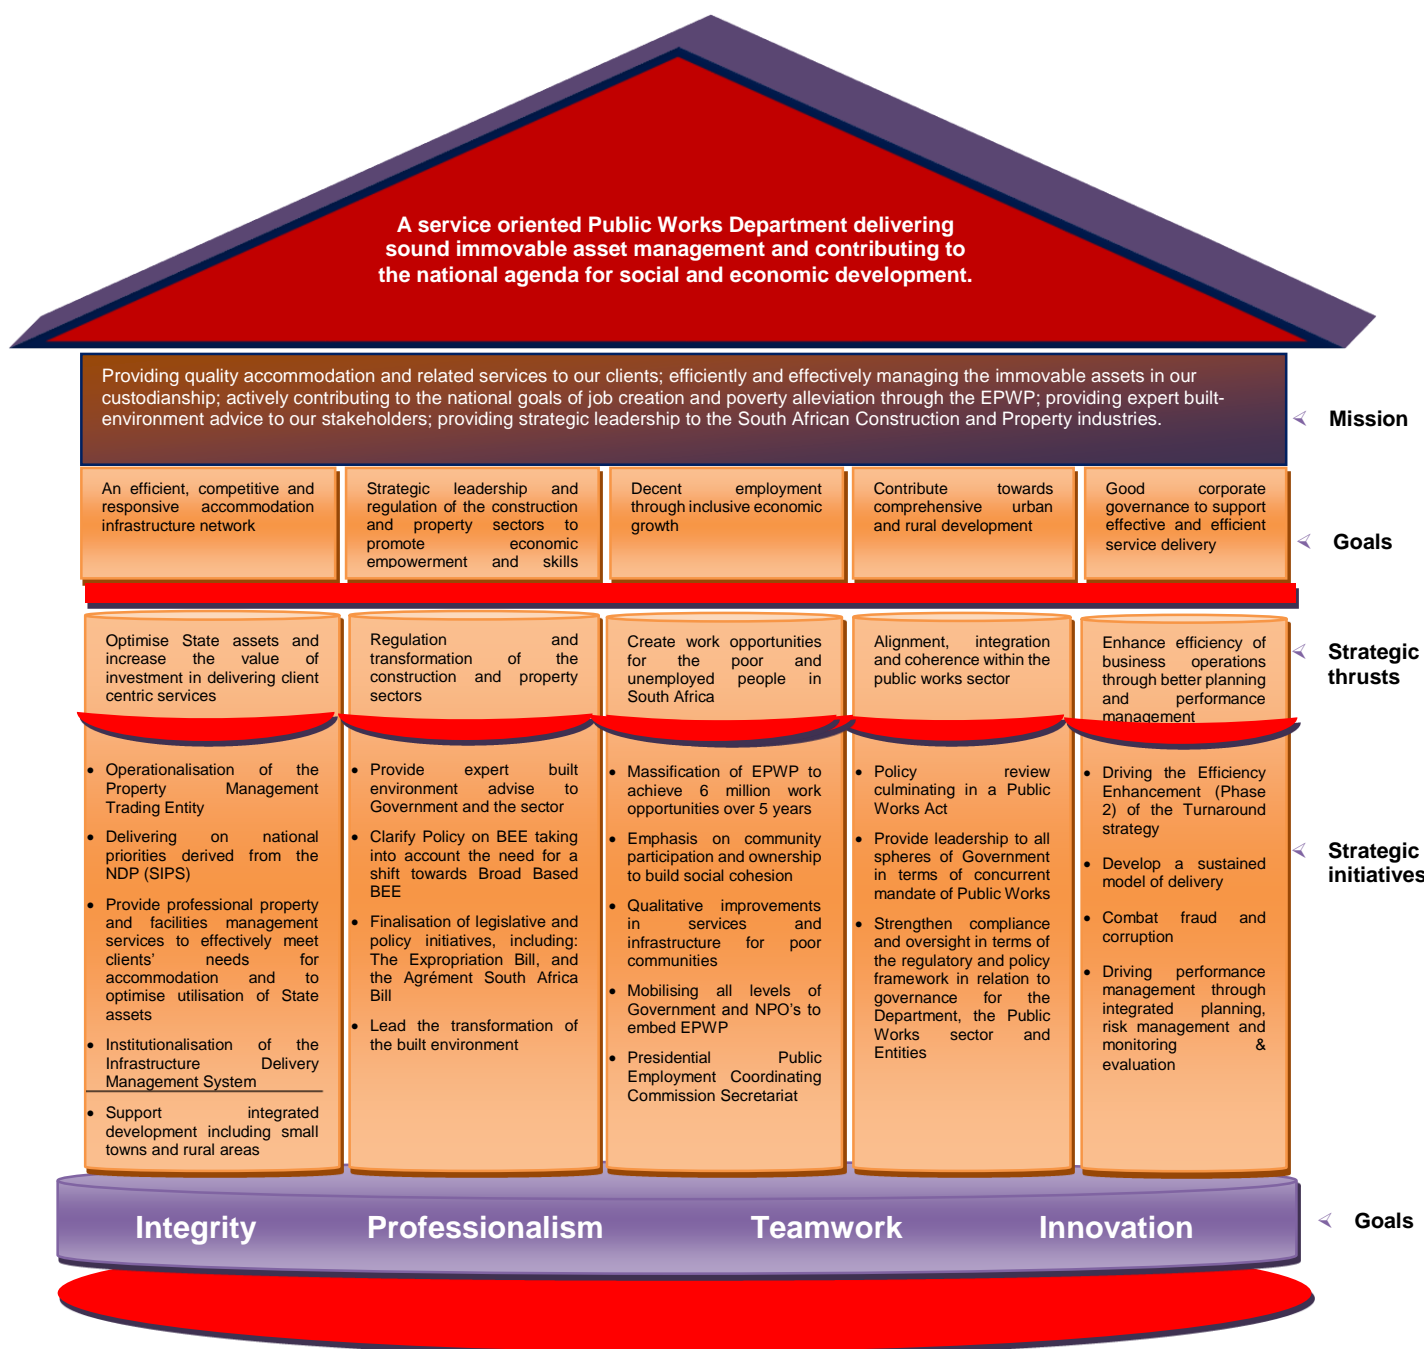 A service oriented Public Works Department delivering
sound immovable asset management and contributing to
the national agenda for social and economic development.
Providing quality accommodation and related services to our clients; efficiently and effectively managing the immovable assets in our
custodianship; actively contributing to the national goals of job creation and poverty alleviation through the EPWP; providing expert built-
environment advice to our stakeholders; providing strategic leadership to the South African Construction and Property industries.
Mission
An efficient, competitive and
responsive accommodation
infrastructure network
Strategic leadership and
regulation of the construction
and property sectors to
promote economic
empowerment and skills
Decent employment
through inclusive economic
growth
Contribute towards
comprehensive urban
and rural development
Good corporate
governance to support
effective and efficient
service delivery
Goals
Optimise State assets and
increase the value of
investment in delivering client
centric services
Regulation and
transformation of the
construction and property
sectors
Create work opportunities
for the poor and
unemployed people in
South Africa
Alignment, integration
and coherence within the
public works sector
Enhance efficiency of
business operations
through better planning
and performance
management
Strategic
thrusts
• Operationalisation of the
Property Management
Trading Entity
• Delivering on national
priorities derived from the
NDP (SIPS)
• Provide professional property
and facilities management
services to effectively meet
clients' needs for
accommodation and to
optimise utilisation of State
assets
• Institutionalisation of the
Infrastructure Delivery
Management System
• Support integrated
development including small
towns and rural areas
• Provide expert built
environment advise to
Government and the sector
• Clarify Policy on BEE taking
into account the need for a
shift towards Broad Based
BEE
• Finalisation of legislative and
policy initiatives, including:
The Expropriation Bill, and
the Agrément South Africa
Bill
• Lead the transformation of
the built environment
• Massification of EPWP to
achieve 6 million work
opportunities over 5 years
• Emphasis on community
participation and ownership
to build social cohesion
• Qualitative improvements
in services and
infrastructure for poor
communities
• Mobilising all levels of
Government and NPO's to
embed EPWP
• Presidential Public
Employment Coordinating
Commission Secretariat
• Policy review
culminating in a Public
Works Act
• Provide leadership to all
spheres of Government
in terms of concurrent
mandate of Public Works
• Strengthen compliance
and oversight in terms of
the regulatory and policy
framework in relation to
governance for the
Department, the Public
Works sector and
Entities
• Driving the Efficiency
Enhancement (Phase
2) of the Turnaround
strategy
• Develop a sustained
model of delivery
• Combat fraud and
corruption
• Driving performance
management through
integrated planning,
risk management and
monitoring &
evaluation
Strategic
initiatives
Integrity Professionalism Teamwork Innovation
Goals